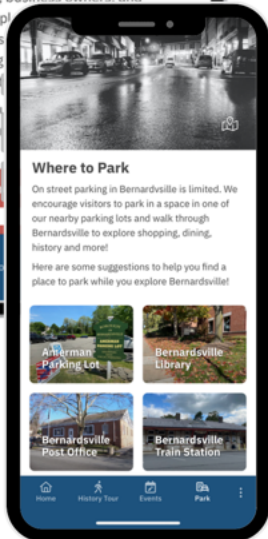 business owners, and
Where to Park
On street parking in Bernardsville is limited. We
encourage visitors to park in a space in one of
our nearby parking lots and walk through
Bernardsville to explore shopping, dining,
history and more!
Here are some suggestions to help you find a
place to park while you explore Bernardsville!
Amerman
Parking Lot
Bernardsville
Library
Bernardsville
Post Office
Bernardsville
Train Station
Home
History Tour
Events
Park